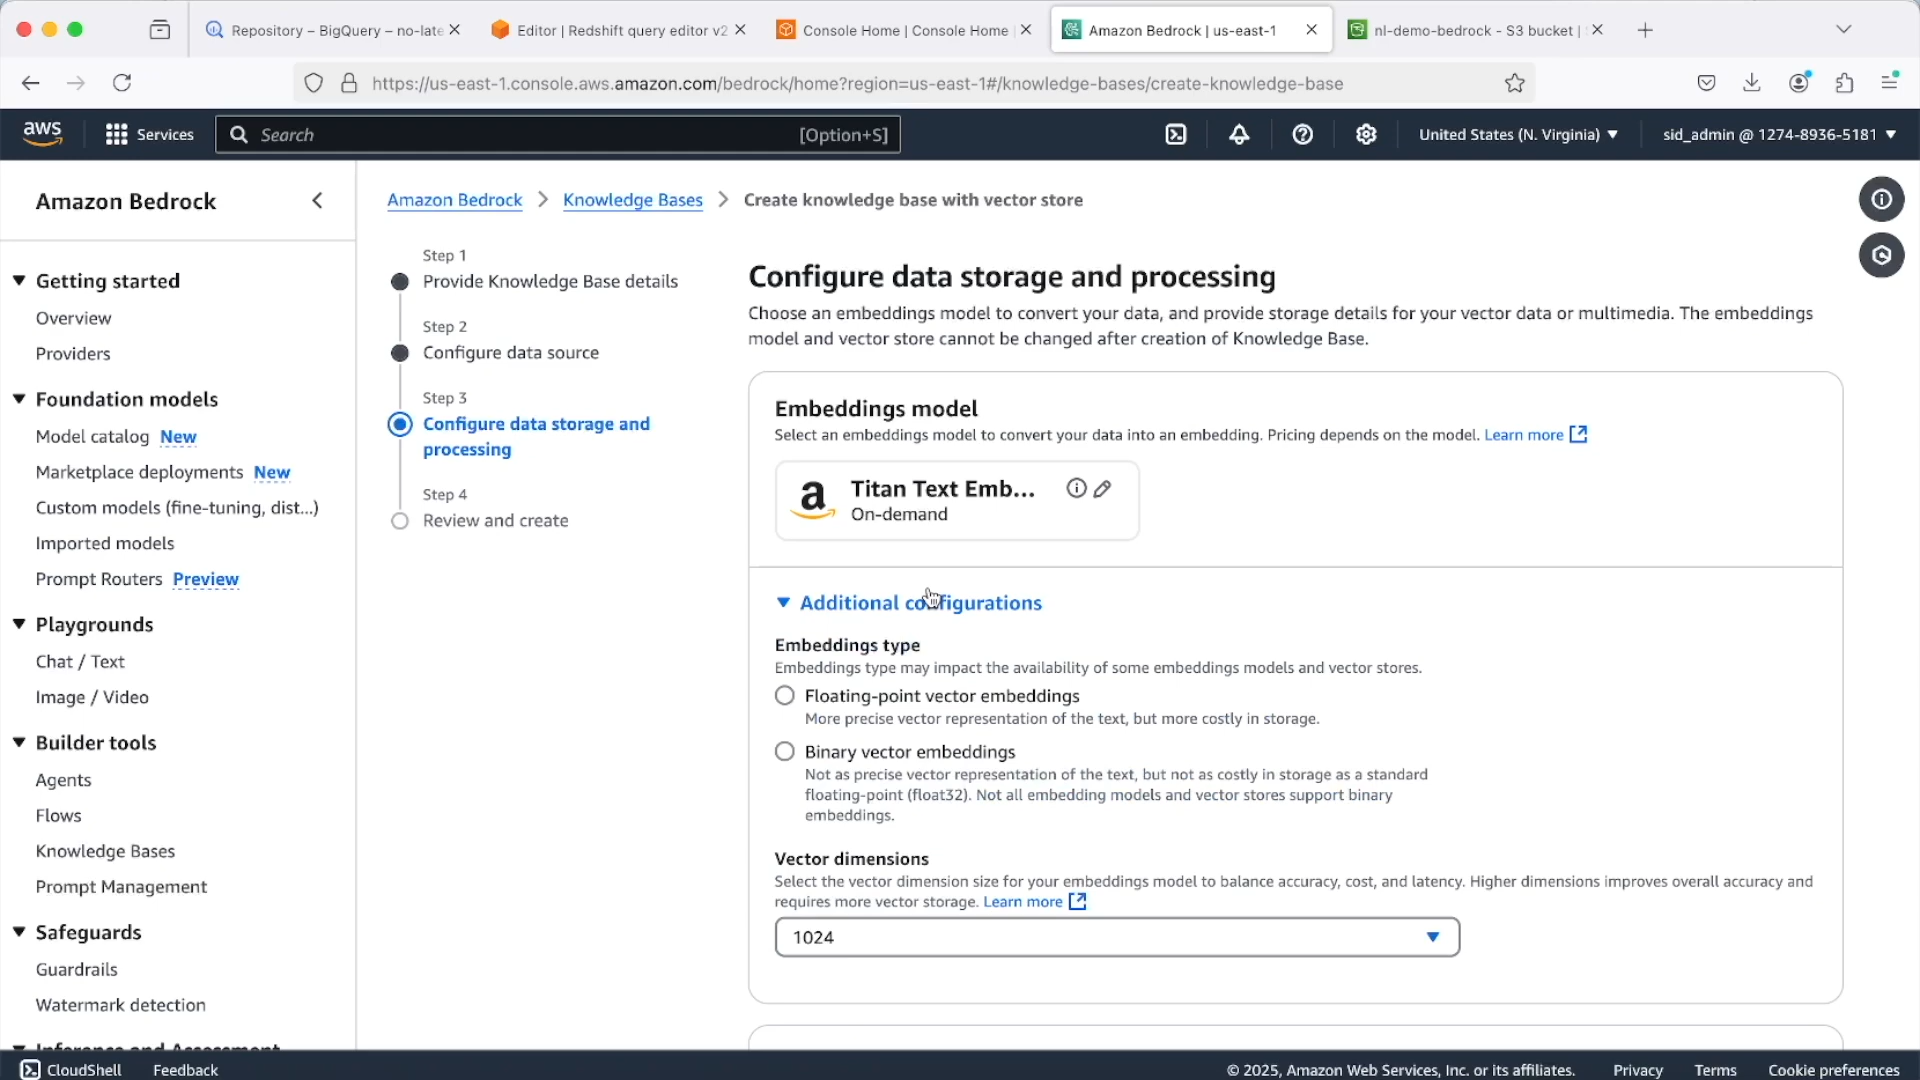 Repository – BigQuery – no-late
Editor | Redshift query editor v2
Console Home | Console Home
Amazon Bedrock | us-east-1
nl-demo-bedrock - S3 bucket |
https://us-east-1.console.aws.amazon.com/bedrock/home?region=us-east-1#/knowledge-bases/create-knowledge-base
aws
Services
Search
[Option+S]
United States (N. Virginia)
sid_admin @ 1274-8936-5181
Amazon Bedrock
Getting started
Overview
Providers
Foundation models
Model catalog New
Marketplace deployments New
Custom models (fine-tuning, dist...)
Imported models
Prompt Routers Preview
Playgrounds
Chat / Text
Image / Video
Builder tools
Agents
Flows
Knowledge Bases
Prompt Management
Safeguards
Guardrails
Watermark detection
Inference and Assessment
Amazon Bedrock > Knowledge Bases > Create knowledge base with vector store
Step 1
Provide Knowledge Base details
Step 2
Configure data source
Step 3
Configure data storage and
processing
Step 4
Review and create
Configure data storage and processing
Choose an embeddings model to convert your data, and provide storage details for your vector data or multimedia. The embeddings
model and vector store cannot be changed after creation of Knowledge Base.
Embeddings model
Select an embeddings model to convert your data into an embedding. Pricing depends on the model. Learn more
a
Titan Text Emb...
On-demand
Additional configurations
Embeddings type
Embeddings type may impact the availability of some embeddings models and vector stores.
Floating-point vector embeddings
More precise vector representation of the text, but more costly in storage.
Binary vector embeddings
Not as precise vector representation of the text, but not as costly in storage as a standard
floating-point (float32). Not all embedding models and vector stores support binary
embeddings.
Vector dimensions
Select the vector dimension size for your embeddings model to balance accuracy, cost, and latency. Higher dimensions improves overall accuracy and
requires more vector storage. Learn more
1024
CloudShell
Feedback
© 2025, Amazon Web Services, Inc. or its affiliates.
Privacy
Terms
Cookie preferences